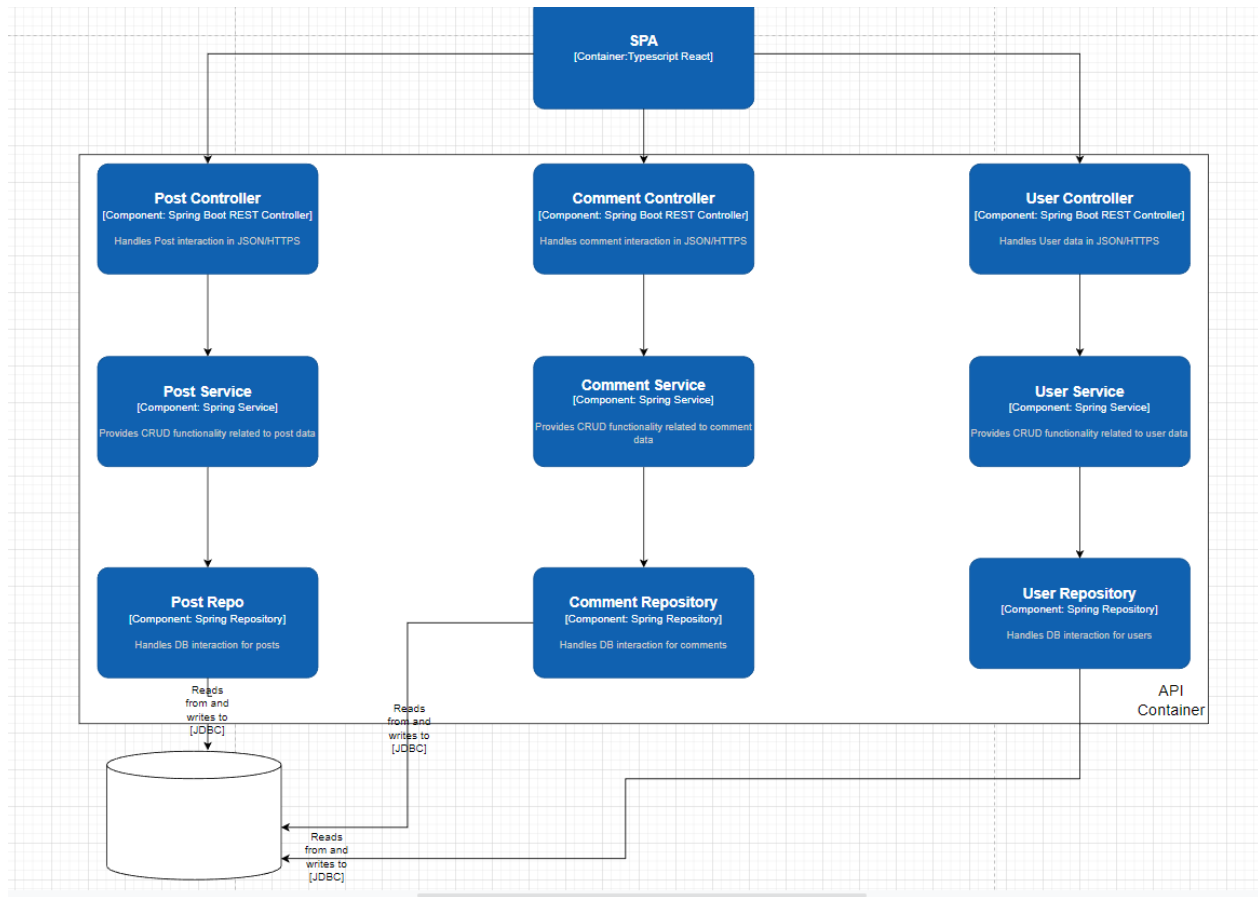 SPA
[Container:Typescript React]
Post Controller
[Component: Spring Boot REST Controller]
Handles Post interaction in JSON/HTTPS
Comment Controller
[Component: Spring Boot REST Controller]
Handles comment interaction in JSON/HTTPS
User Controller
[Component: Spring Boot REST Controller]
Handles User data in JSON/HTTPS
Post Service
[Component: Spring Service]
Provides CRUD functionality related to post data
Comment Service
[Component: Spring Service]
Provides CRUD functionality related to comment
data
User Service
[Component: Spring Service]
Provides CRUD functionality related to user data
Post Repo
[Component: Spring Repository]
Handles DB interaction for posts
Comment Repository
[Component: Spring Repository]
Handles DB interaction for comments
User Repository
[Component: Spring Repository]
Handles DB interaction for users
API
Container
Reads
from and
writes to
[JDBC]
Reads
from and
writes to
[JDBC]
Reads
from and
writes to
[JDBC]